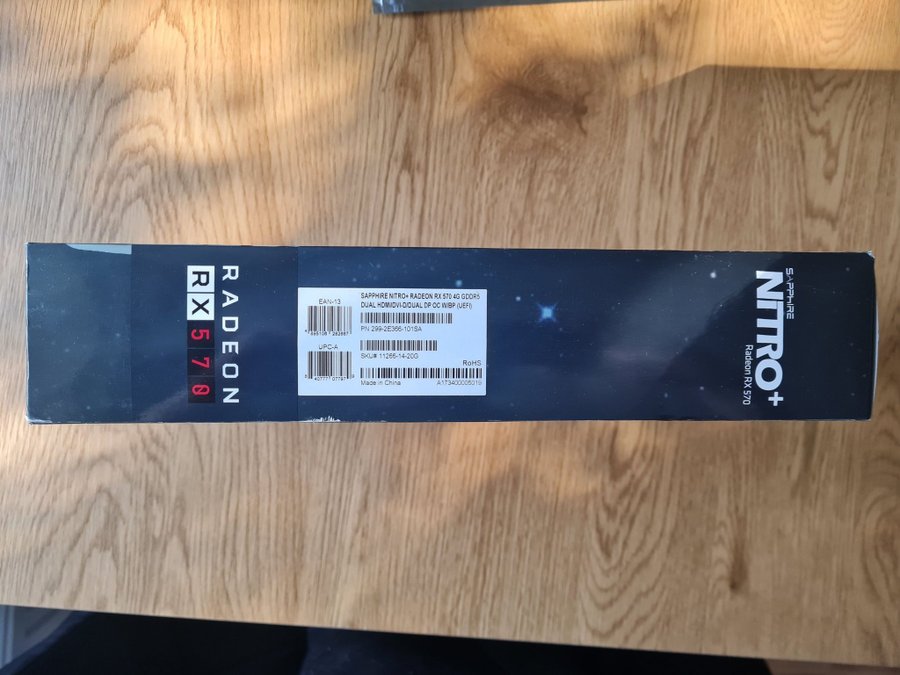 RADEON
RX 570
EAN-13
UPC-A
SAPPHIRE NITRO+ RADEON RX 570 4G GDDR5
DUAL HDMI/DVI-D/DUAL DP OC W/BP (UEFI)
PN 299-2E366-101SA
SKU# 11266-14-20G
RoHS
Made in China
A173400005019
SAPPHIRE
NITRO+
Radeon RX 570